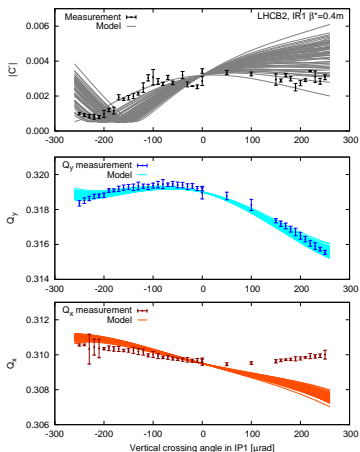 Measurement
Model
LHCB2, IR1 β*=0.4m
|C⁻|
0.006
0.004
0.002
0.000
-300 -200 -100 0 100 200 300
Qy measurement
Model
Qy
0.320
0.318
0.316
0.314
-300 -200 -100 0 100 200 300
Qx measurement
Model
Qx
0.312
0.310
0.308
0.306
-300 -200 -100 0 100 200 300
Vertical crossing angle in IP1 [μrad]